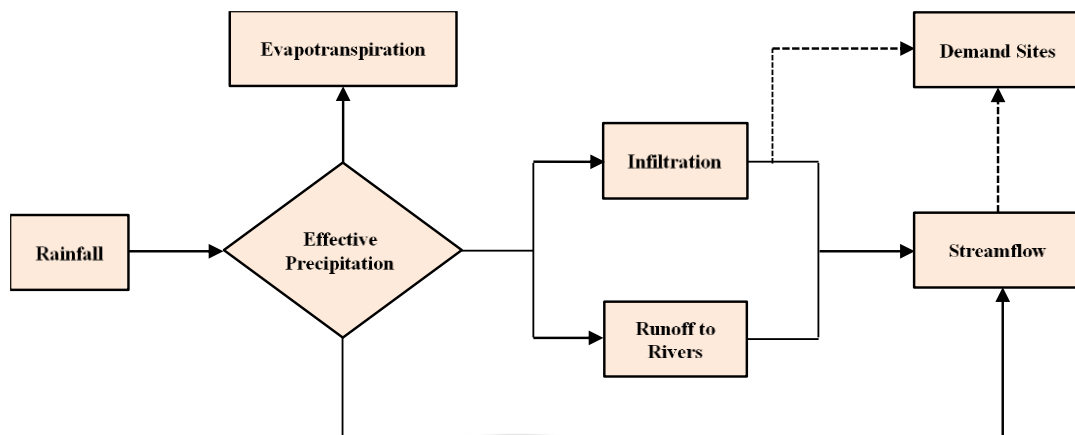 Evapotranspiration
Demand Sites
Infiltration
Rainfall
Effective
Precipitation
Streamflow
Runoff to
Rivers